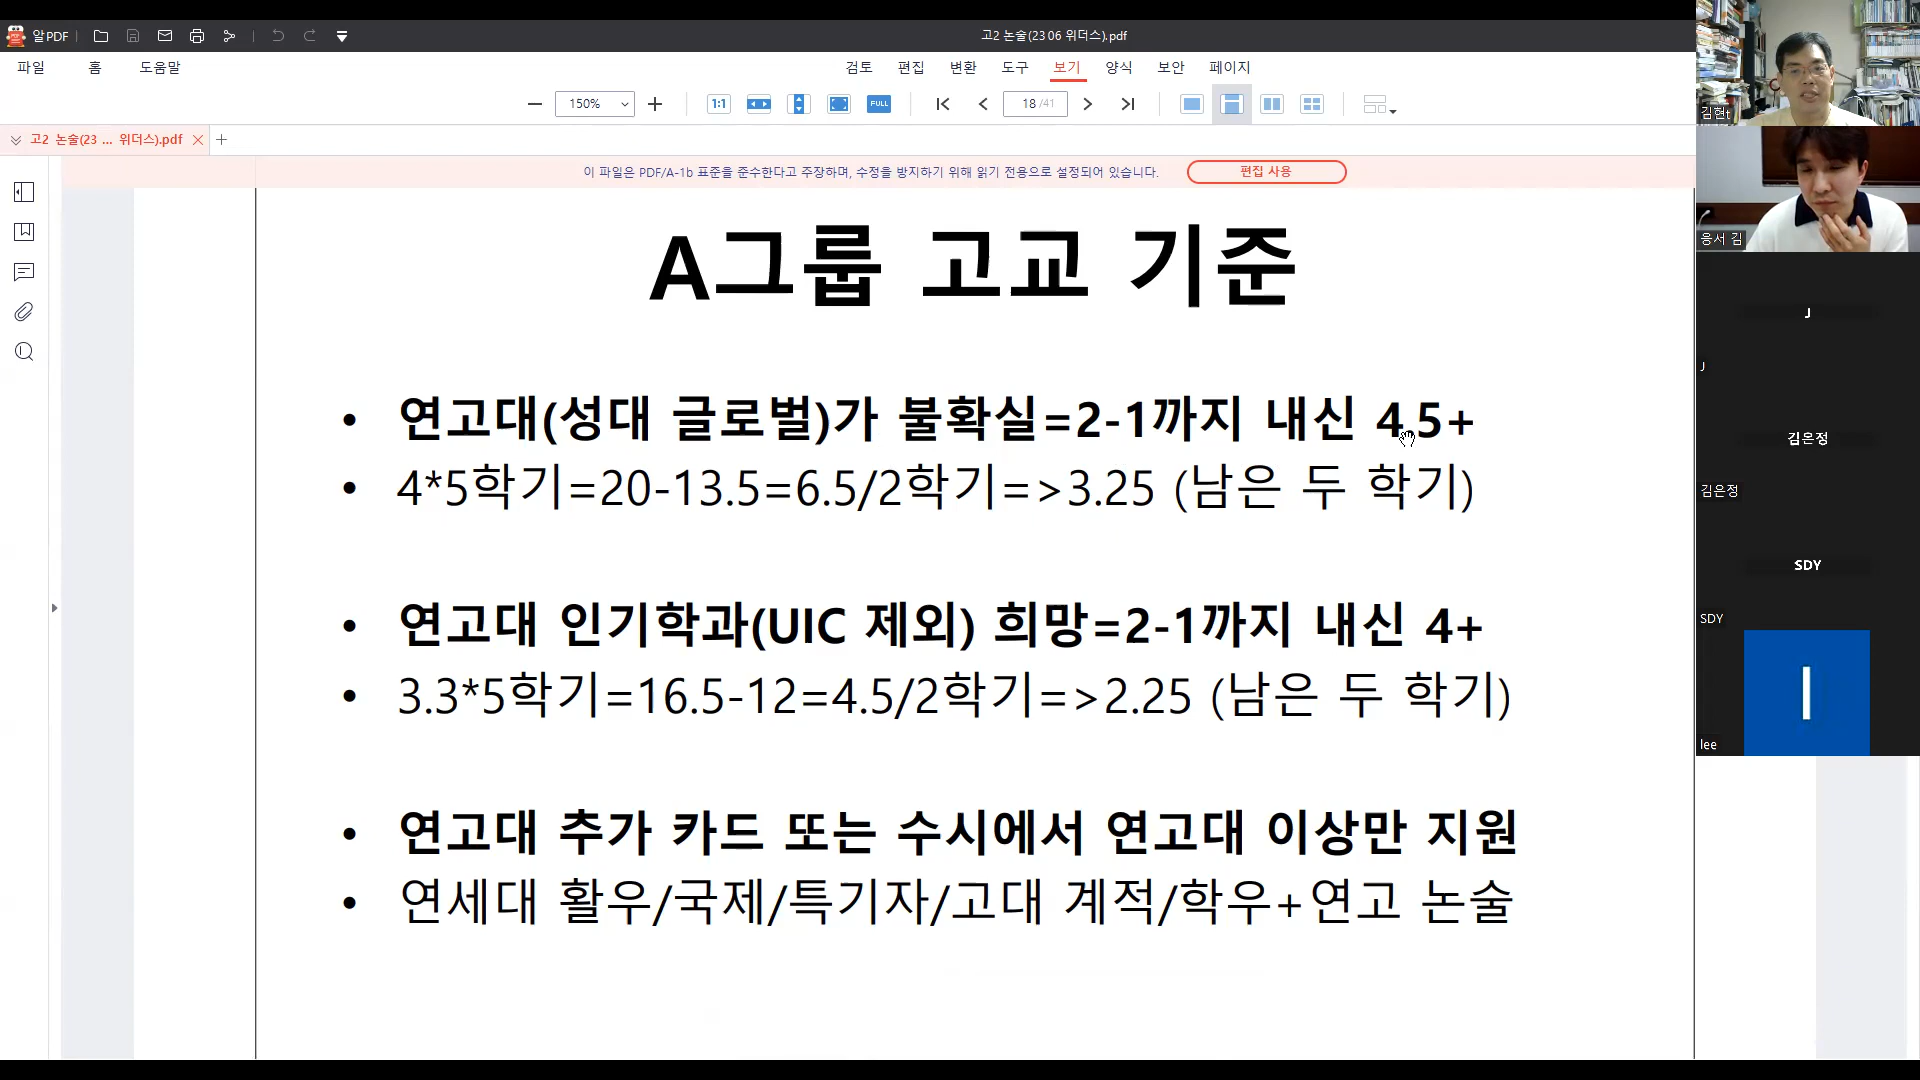 알PDF
고2 논술(23 06 위더스).pdf
파일 홈 도움말 검토 편집 변환 도구 보기 양식 보안 페이지
150% 1:1 FULL 18 /41
고2 논술(23 ... 위더스).pdf
이 파일은 PDF/A-1b 표준을 준수한다고 주장하며, 수정을 방지하기 위해 읽기 전용으로 설정되어 있습니다. 편집 사용
A그룹 고교 기준
• 연고대(성대 글로벌)가 불확실=2-1까지 내신 4.5+
• 4*5학기=20-13.5=6.5/2학기=>3.25 (남은 두 학기)
• 연고대 인기학과(UIC 제외) 희망=2-1까지 내신 4+
• 3.3*5학기=16.5-12=4.5/2학기=>2.25 (남은 두 학기)
• 연고대 추가 카드 또는 수시에서 연고대 이상만 지원
• 연세대 활우/국제/특기자/고대 계적/학우+연고 논술
김현t
웅서 김
J
J
김은정
김은정
SDY
SDY
l
lee